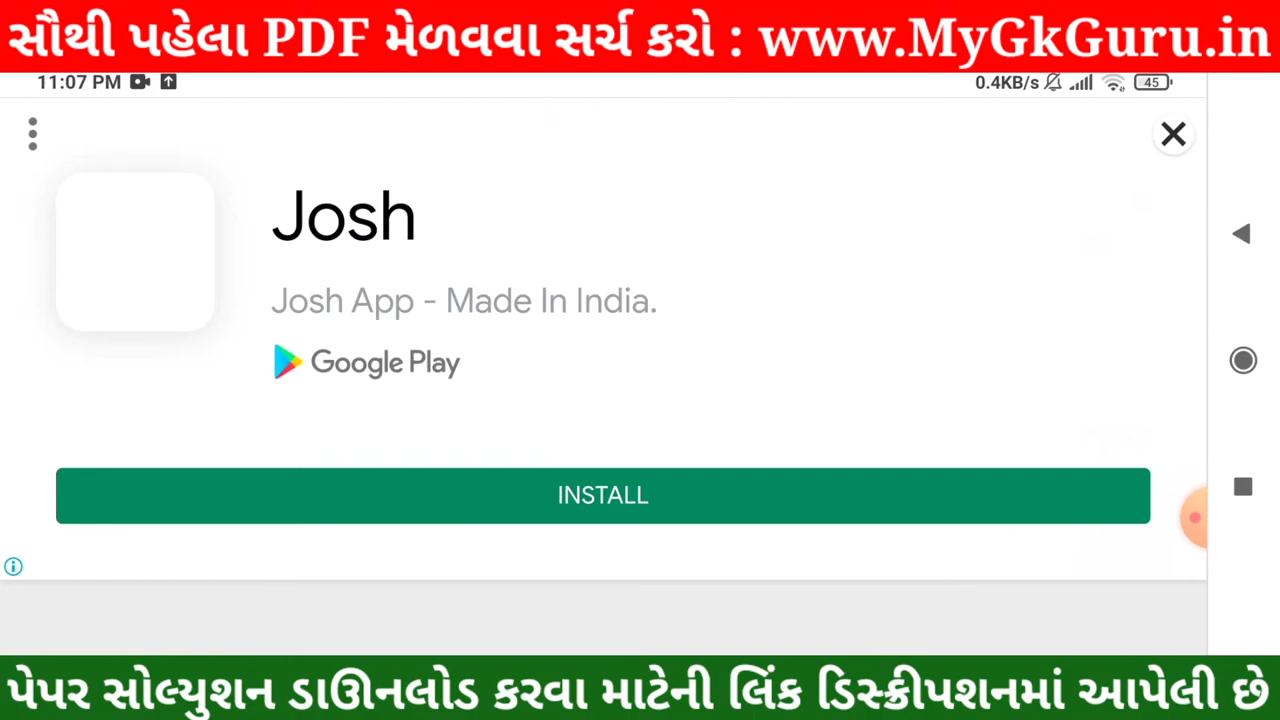 સૌથી પહેલા PDF મેળવવા સર્ચ કરો : www.MyGkGuru.in
11:07 PM 0.4KB/s 45
Josh
Josh App - Made In India.
Google Play
INSTALL
પેપર સોલ્યુશન ડાઊનલોડ કરવા માટેની લિંક ડિસ્ક્રીપશનમાં આપેલી છે